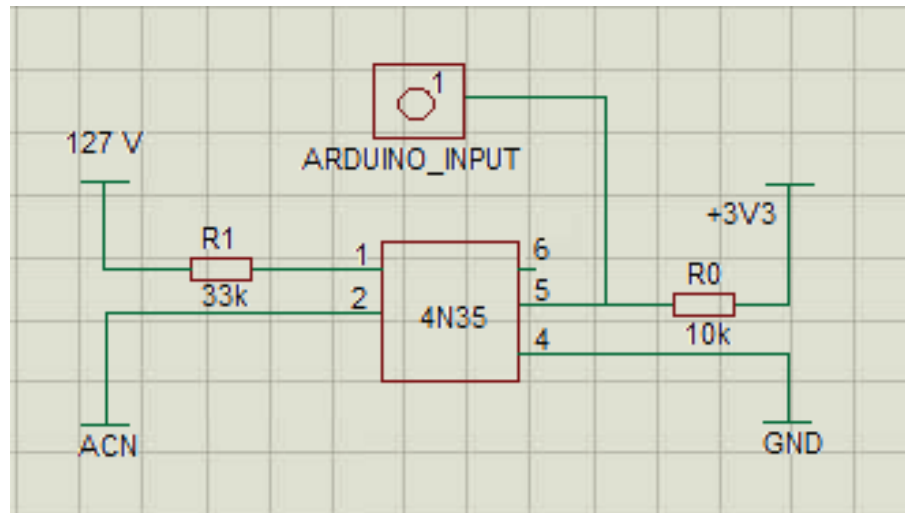 1
127 V
ARDUINO_INPUT
+3V3
R1
33k
1
2
4N35
6
5
4
R0
10k
ACN
GND